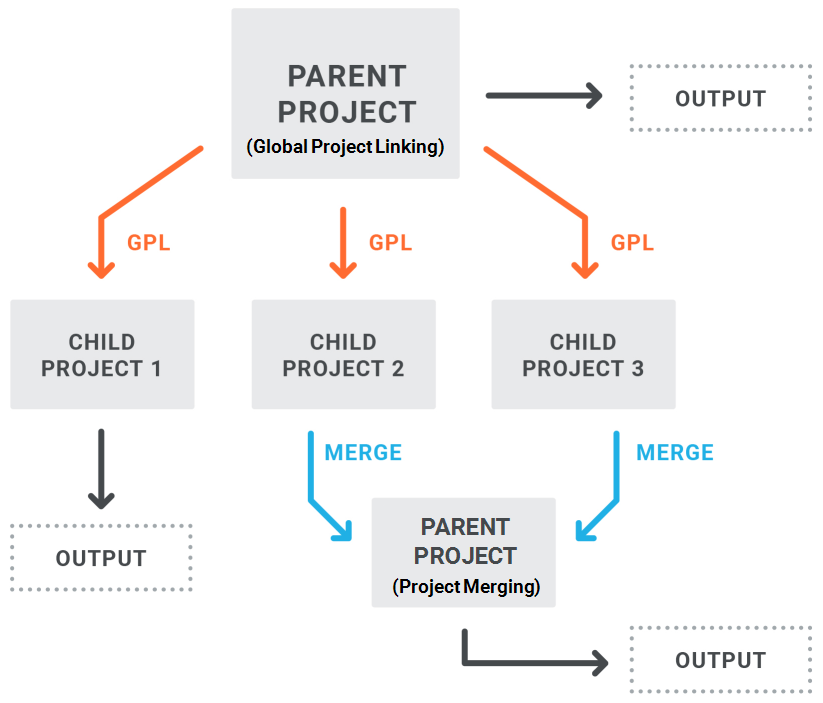 PARENT
PROJECT
(Global Project Linking)
OUTPUT
GPL
GPL
GPL
CHILD
PROJECT 1
CHILD
PROJECT 2
CHILD
PROJECT 3
MERGE
MERGE
OUTPUT
PARENT
PROJECT
(Project Merging)
OUTPUT